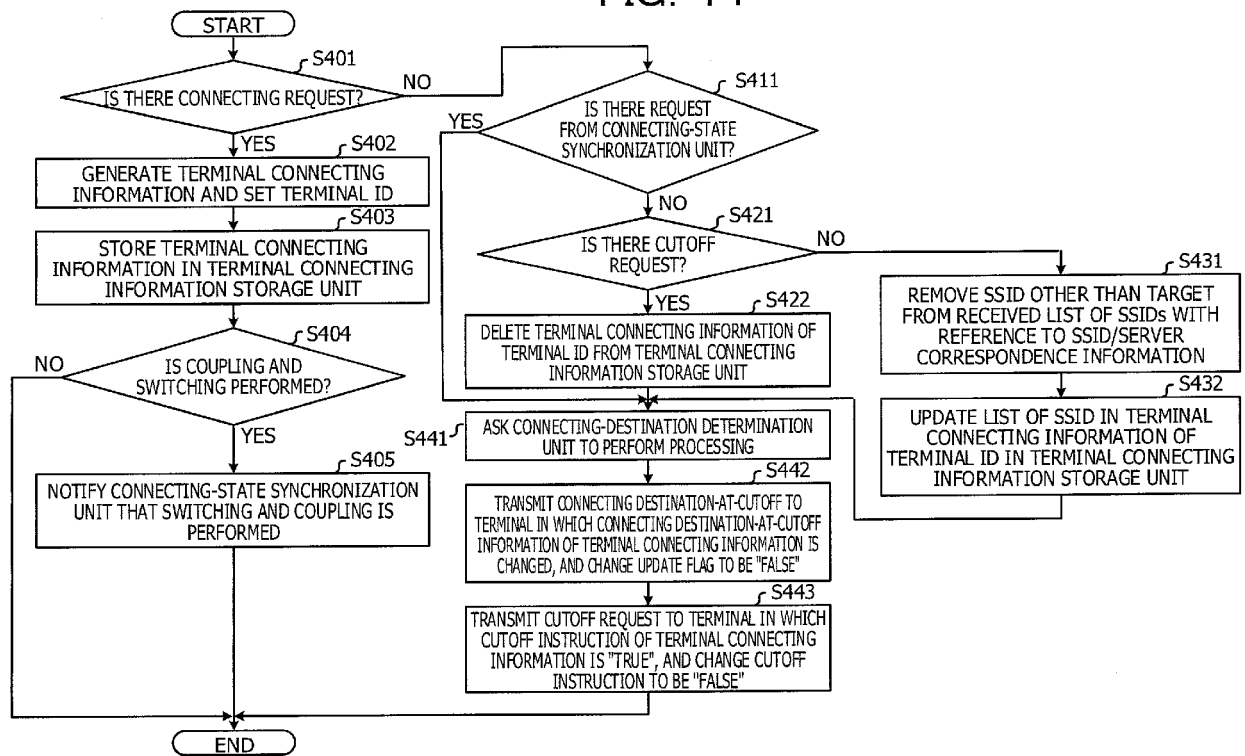 START
S401
IS THERE CONNECTING REQUEST?
NO
YES
S402
GENERATE TERMINAL CONNECTING
INFORMATION AND SET TERMINAL ID
S403
STORE TERMINAL CONNECTING
INFORMATION IN TERMINAL CONNECTING
INFORMATION STORAGE UNIT
S404
IS COUPLING AND
SWITCHING PERFORMED?
NO
YES
S405
NOTIFY CONNECTING-STATE SYNCHRONIZATION
UNIT THAT SWITCHING AND COUPLING IS
PERFORMED
S411
IS THERE REQUEST
FROM CONNECTING-STATE
SYNCHRONIZATION UNIT?
YES
NO
S421
IS THERE CUTOFF
REQUEST?
NO
YES
S422
DELETE TERMINAL CONNECTING INFORMATION OF
TERMINAL ID FROM TERMINAL CONNECTING
INFORMATION STORAGE UNIT
S431
REMOVE SSID OTHER THAN TARGET
FROM RECEIVED LIST OF SSIDs WITH
REFERENCE TO SSID/SERVER
CORRESPONDENCE INFORMATION
S432
UPDATE LIST OF SSID IN TERMINAL
CONNECTING INFORMATION OF
TERMINAL ID IN TERMINAL CONNECTING
INFORMATION STORAGE UNIT
S441
ASK CONNECTING-DESTINATION DETERMINATION
UNIT TO PERFORM PROCESSING
S442
TRANSMIT CONNECTING DESTINATION-AT-CUTOFF TO
TERMINAL IN WHICH CONNECTING DESTINATION-AT-CUTOFF
INFORMATION OF TERMINAL CONNECTING INFORMATION IS
CHANGED, AND CHANGE UPDATE FLAG TO BE "FALSE"
S443
TRANSMIT CUTOFF REQUEST TO TERMINAL IN WHICH
CUTOFF INSTRUCTION OF TERMINAL CONNECTING
INFORMATION IS "TRUE", AND CHANGE CUTOFF
INSTRUCTION TO BE "FALSE"
END